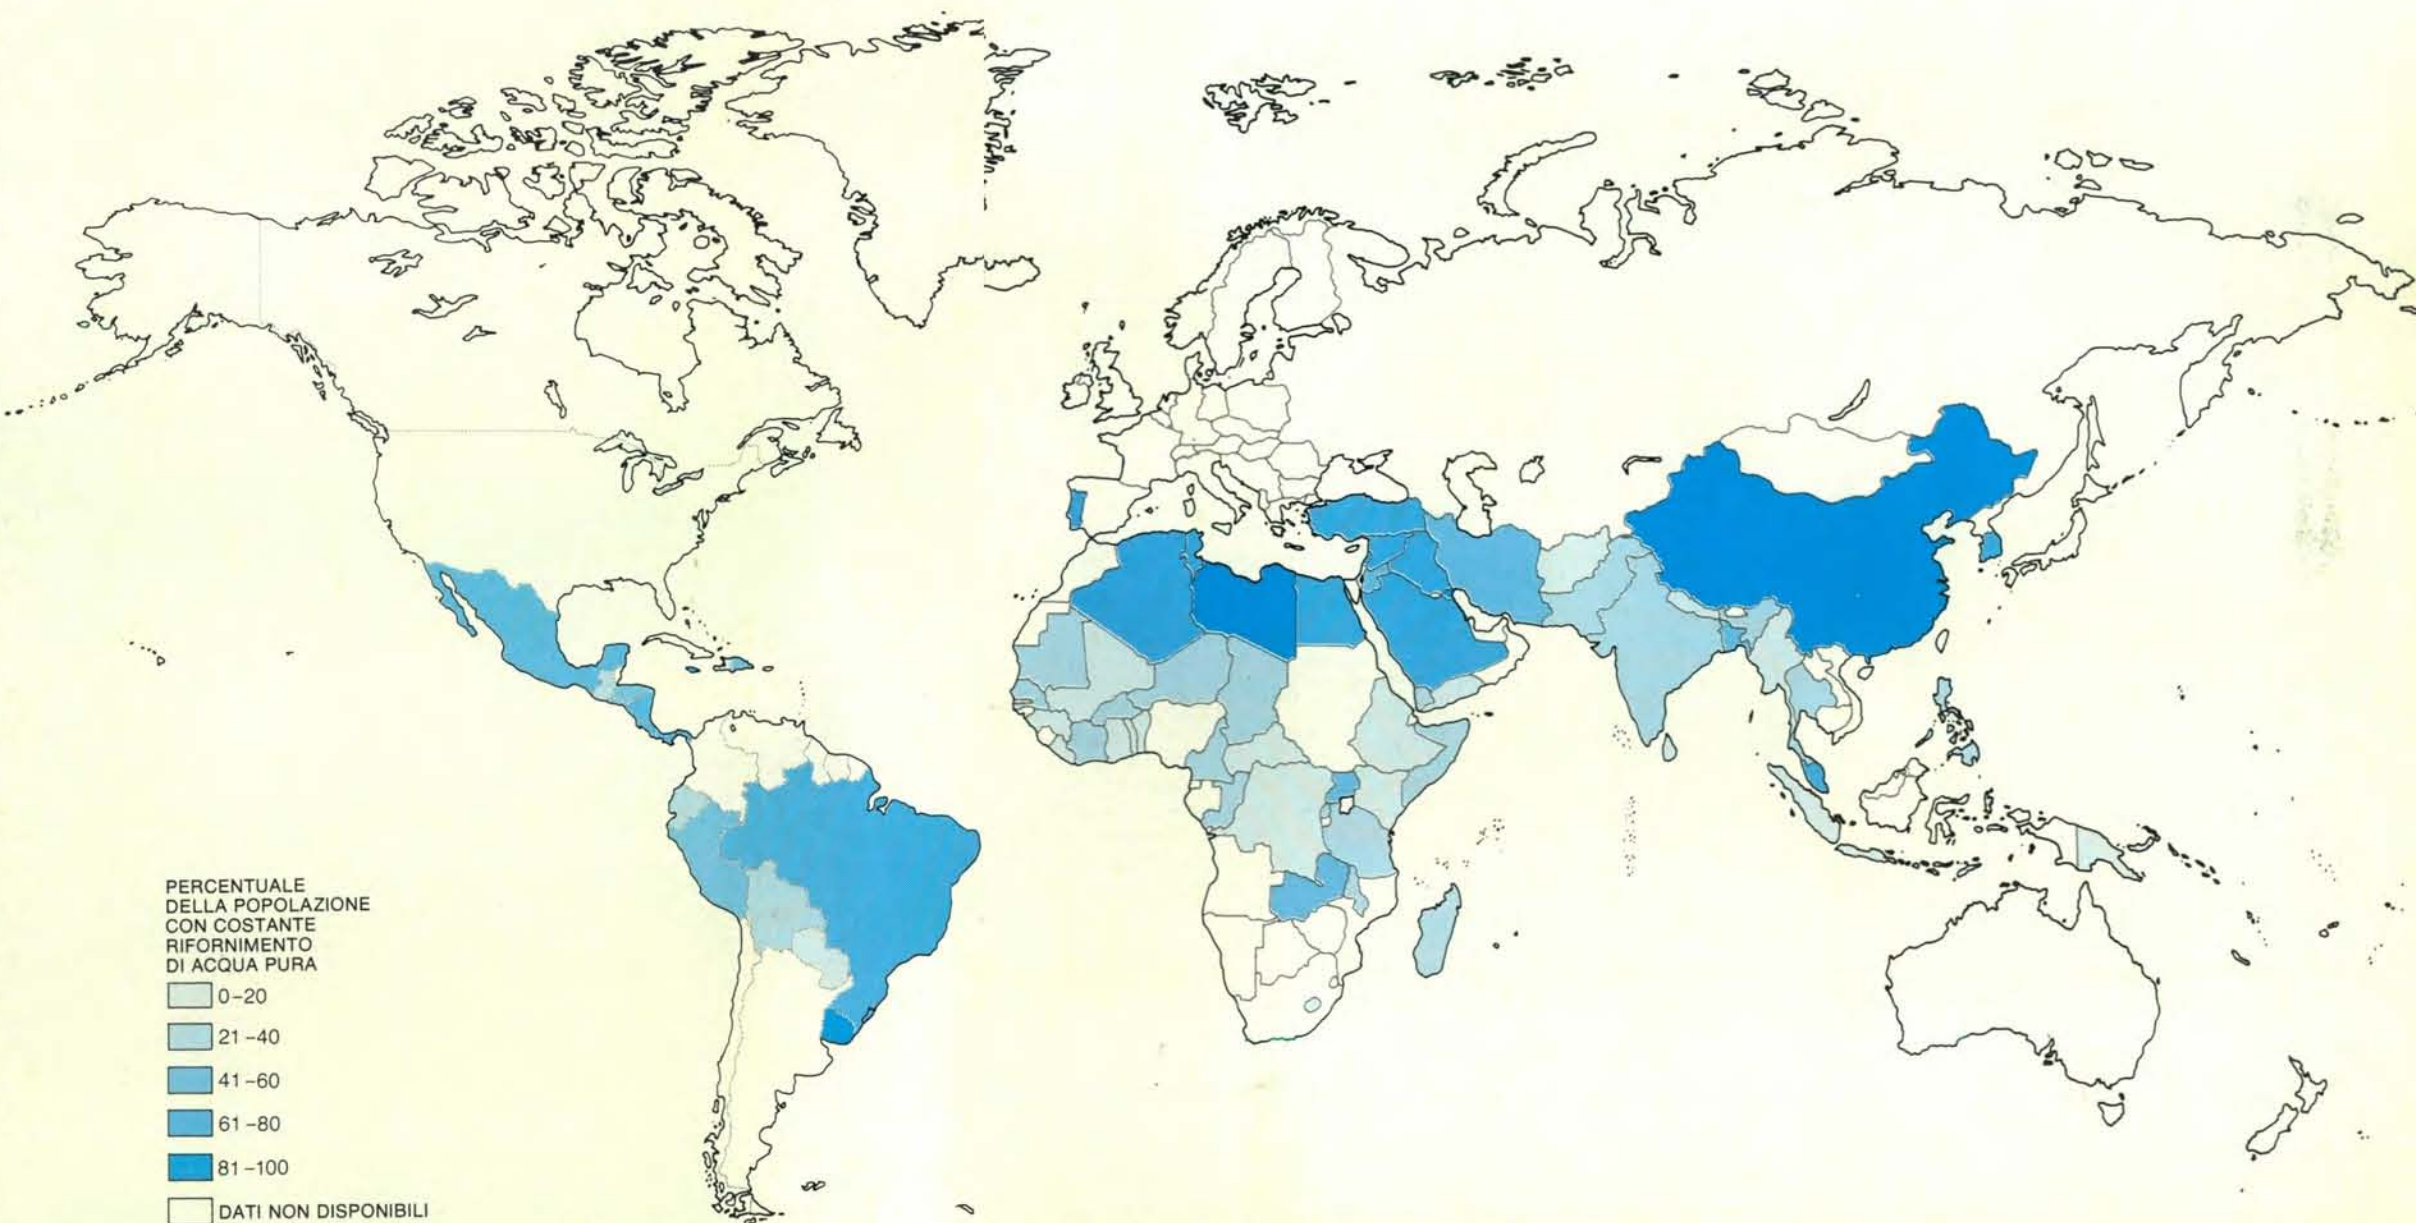 PERCENTUALE
DELLA POPOLAZIONE
CON COSTANTE
RIFORNIMENTO
DI ACQUA PURA
0–20
21–40
41–60
61–80
81–100
DATI NON DISPONIBILI